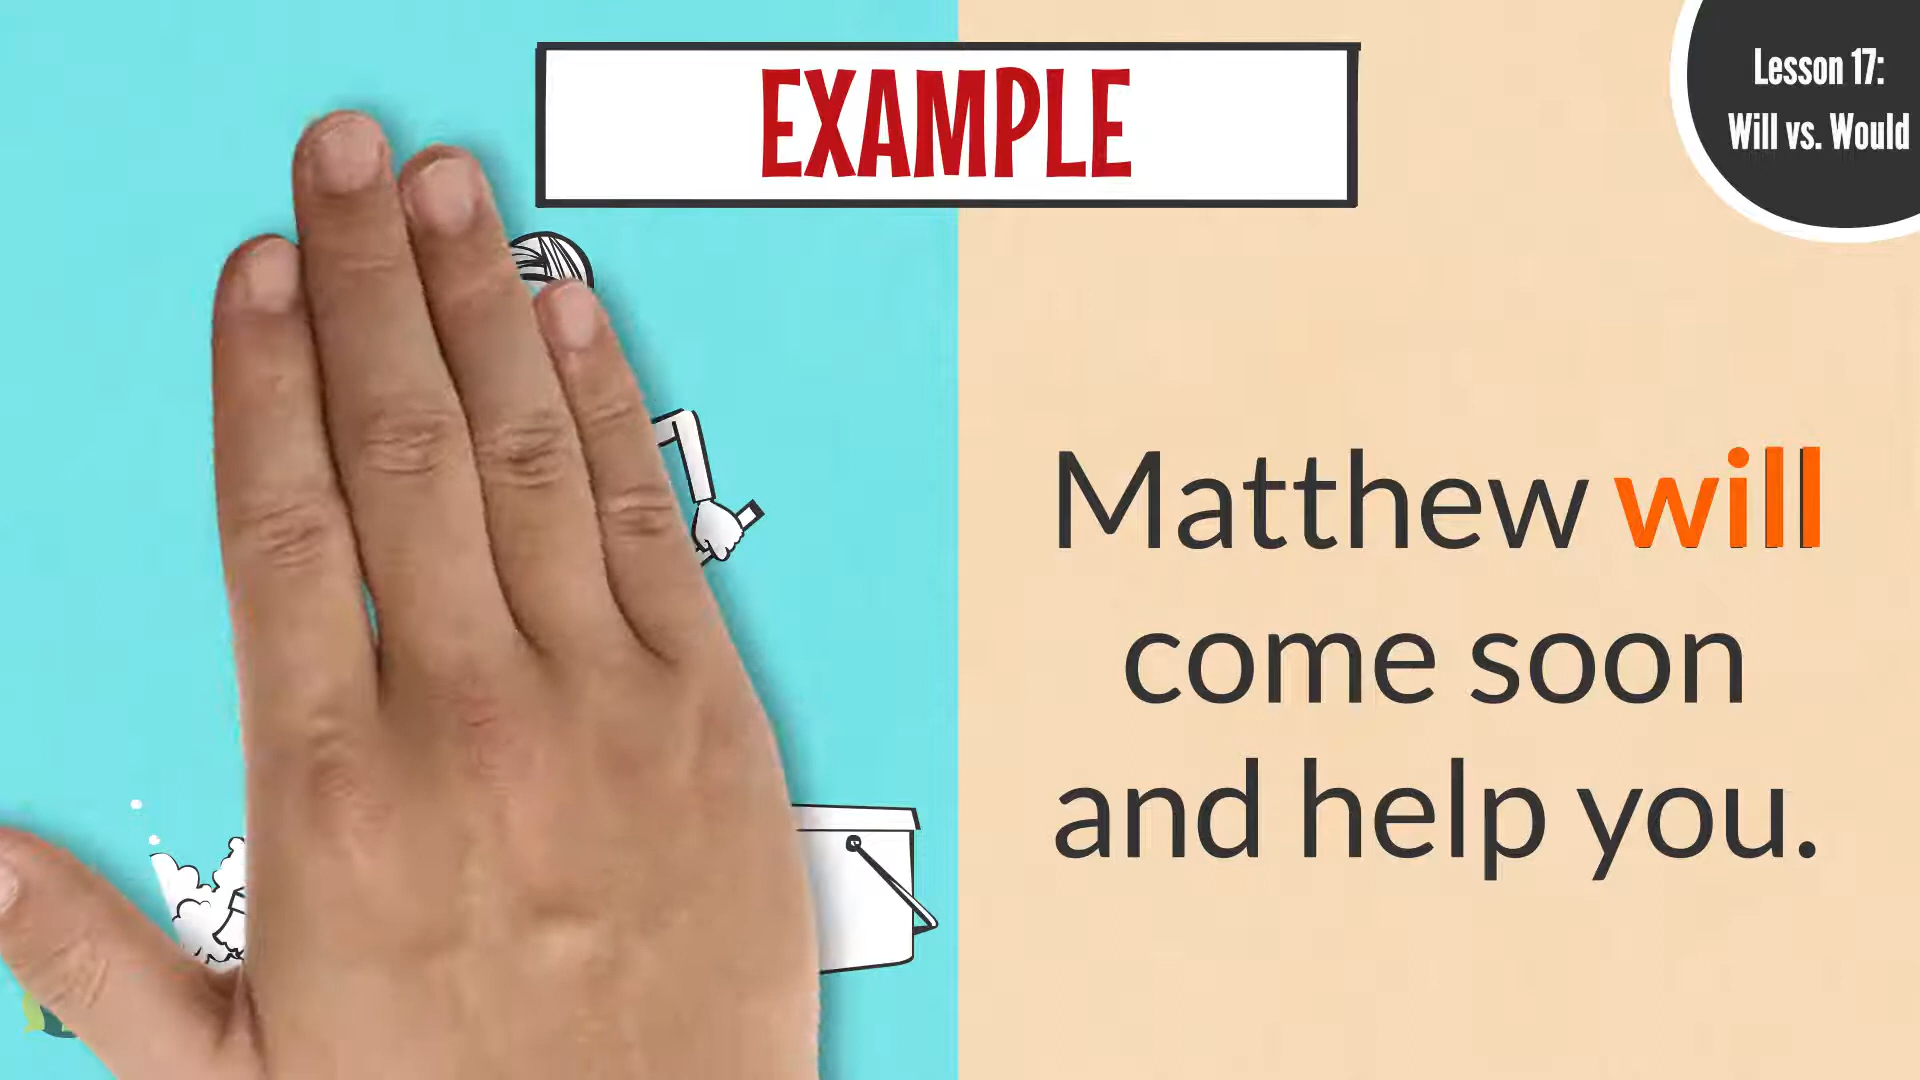 EXAMPLE
Lesson 17:
Will vs. Would
Matthew will
come soon
and help you.